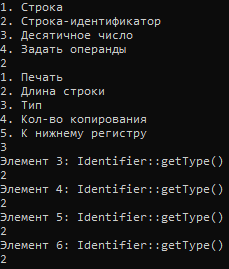 1. Строка
2. Строка-идентификатор
3. Десятичное число
4. Задать операнды
2
1. Печать
2. Длина строки
3. Тип
4. Кол-во копирования
5. К нижнему регистру
3
Элемент 3: Identifier::getType()
2
Элемент 4: Identifier::getType()
2
Элемент 5: Identifier::getType()
2
Элемент 6: Identifier::getType()
2